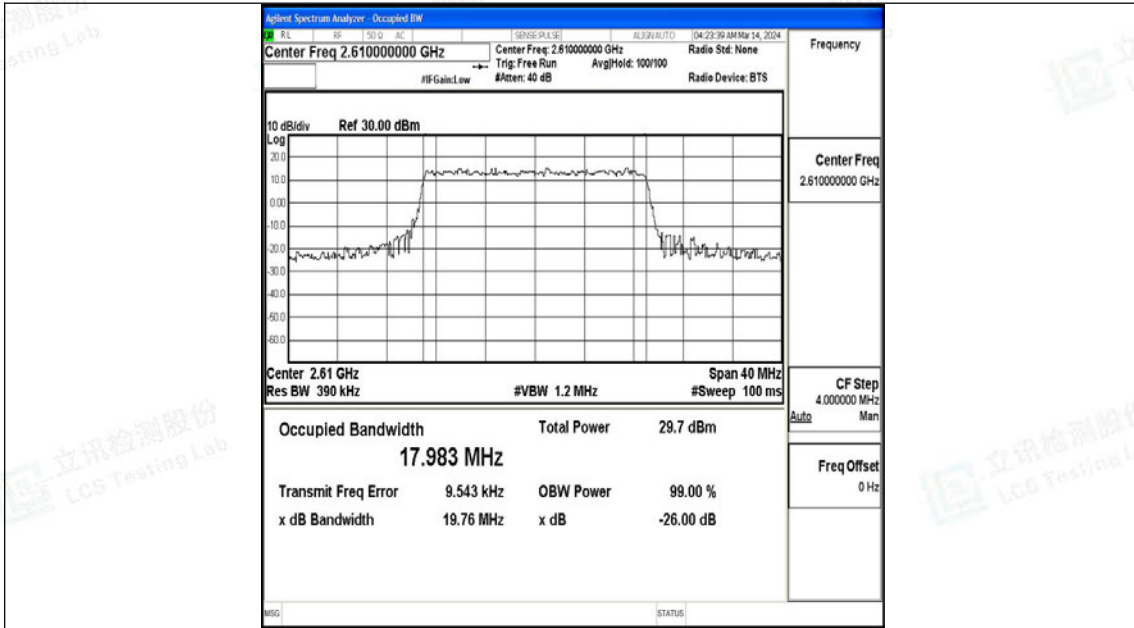 Agilent Spectrum Analyzer - Occupied BW
RL RF 50 Ω AC SENSE:PULSE ALIGN AUTO 04:23:39 AM Mar 14, 2024
Center Freq 2.610000000 GHz
Center Freq: 2.610000000 GHz
Radio Std: None
Trig: Free Run Avg|Hold: 100/100
#IFGain:Low #Atten: 40 dB
Radio Device: BTS
10 dB/div Ref 30.00 dBm
Log
20.0
10.0
0.00
-10.0
-20.0
-30.0
-40.0
-50.0
-60.0
Center 2.61 GHz Span 40 MHz
Res BW 390 kHz #VBW 1.2 MHz #Sweep 100 ms
Occupied Bandwidth Total Power 29.7 dBm
17.983 MHz
Transmit Freq Error 9.543 kHz OBW Power 99.00 %
x dB Bandwidth 19.76 MHz x dB -26.00 dB
MSG STATUS
Frequency
Center Freq
2.610000000 GHz
CF Step
4.000000 MHz
Auto Man
Freq Offset
0 Hz
立讯检测股份
LCS Testing Lab
立讯检测股份
LCS Testing L